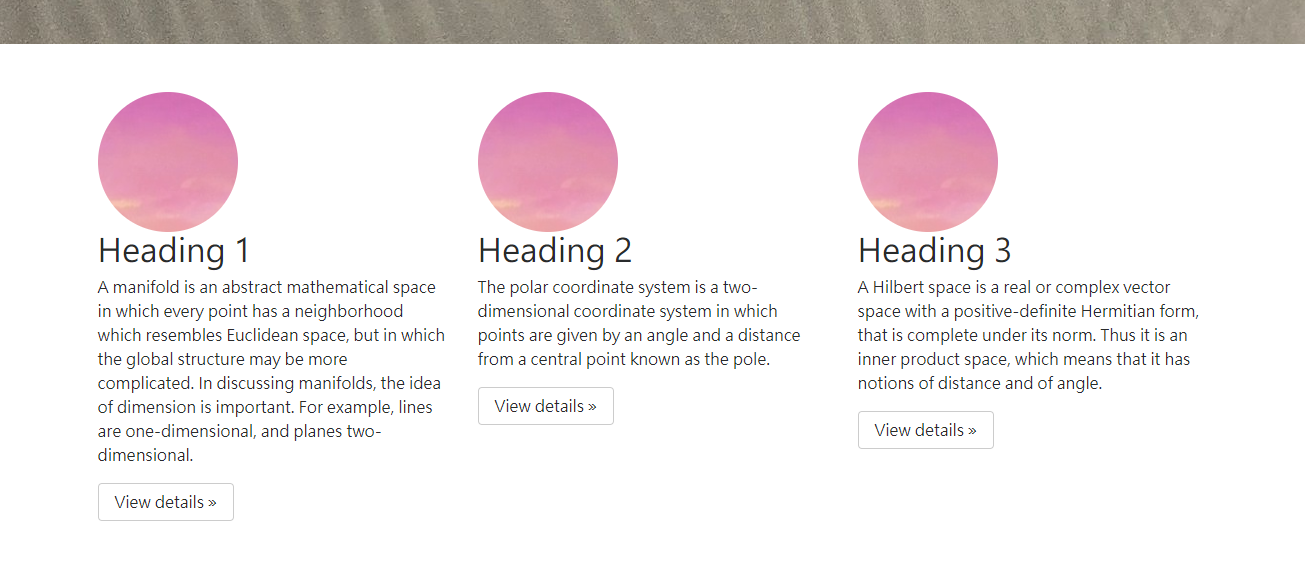 Heading 1
A manifold is an abstract mathematical space
in which every point has a neighborhood
which resembles Euclidean space, but in which
the global structure may be more
complicated. In discussing manifolds, the idea
of dimension is important. For example, lines
are one-dimensional, and planes two-
dimensional.
View details »
Heading 2
The polar coordinate system is a two-
dimensional coordinate system in which
points are given by an angle and a distance
from a central point known as the pole.
View details »
Heading 3
A Hilbert space is a real or complex vector
space with a positive-definite Hermitian form,
that is complete under its norm. Thus it is an
inner product space, which means that it has
notions of distance and of angle.
View details »